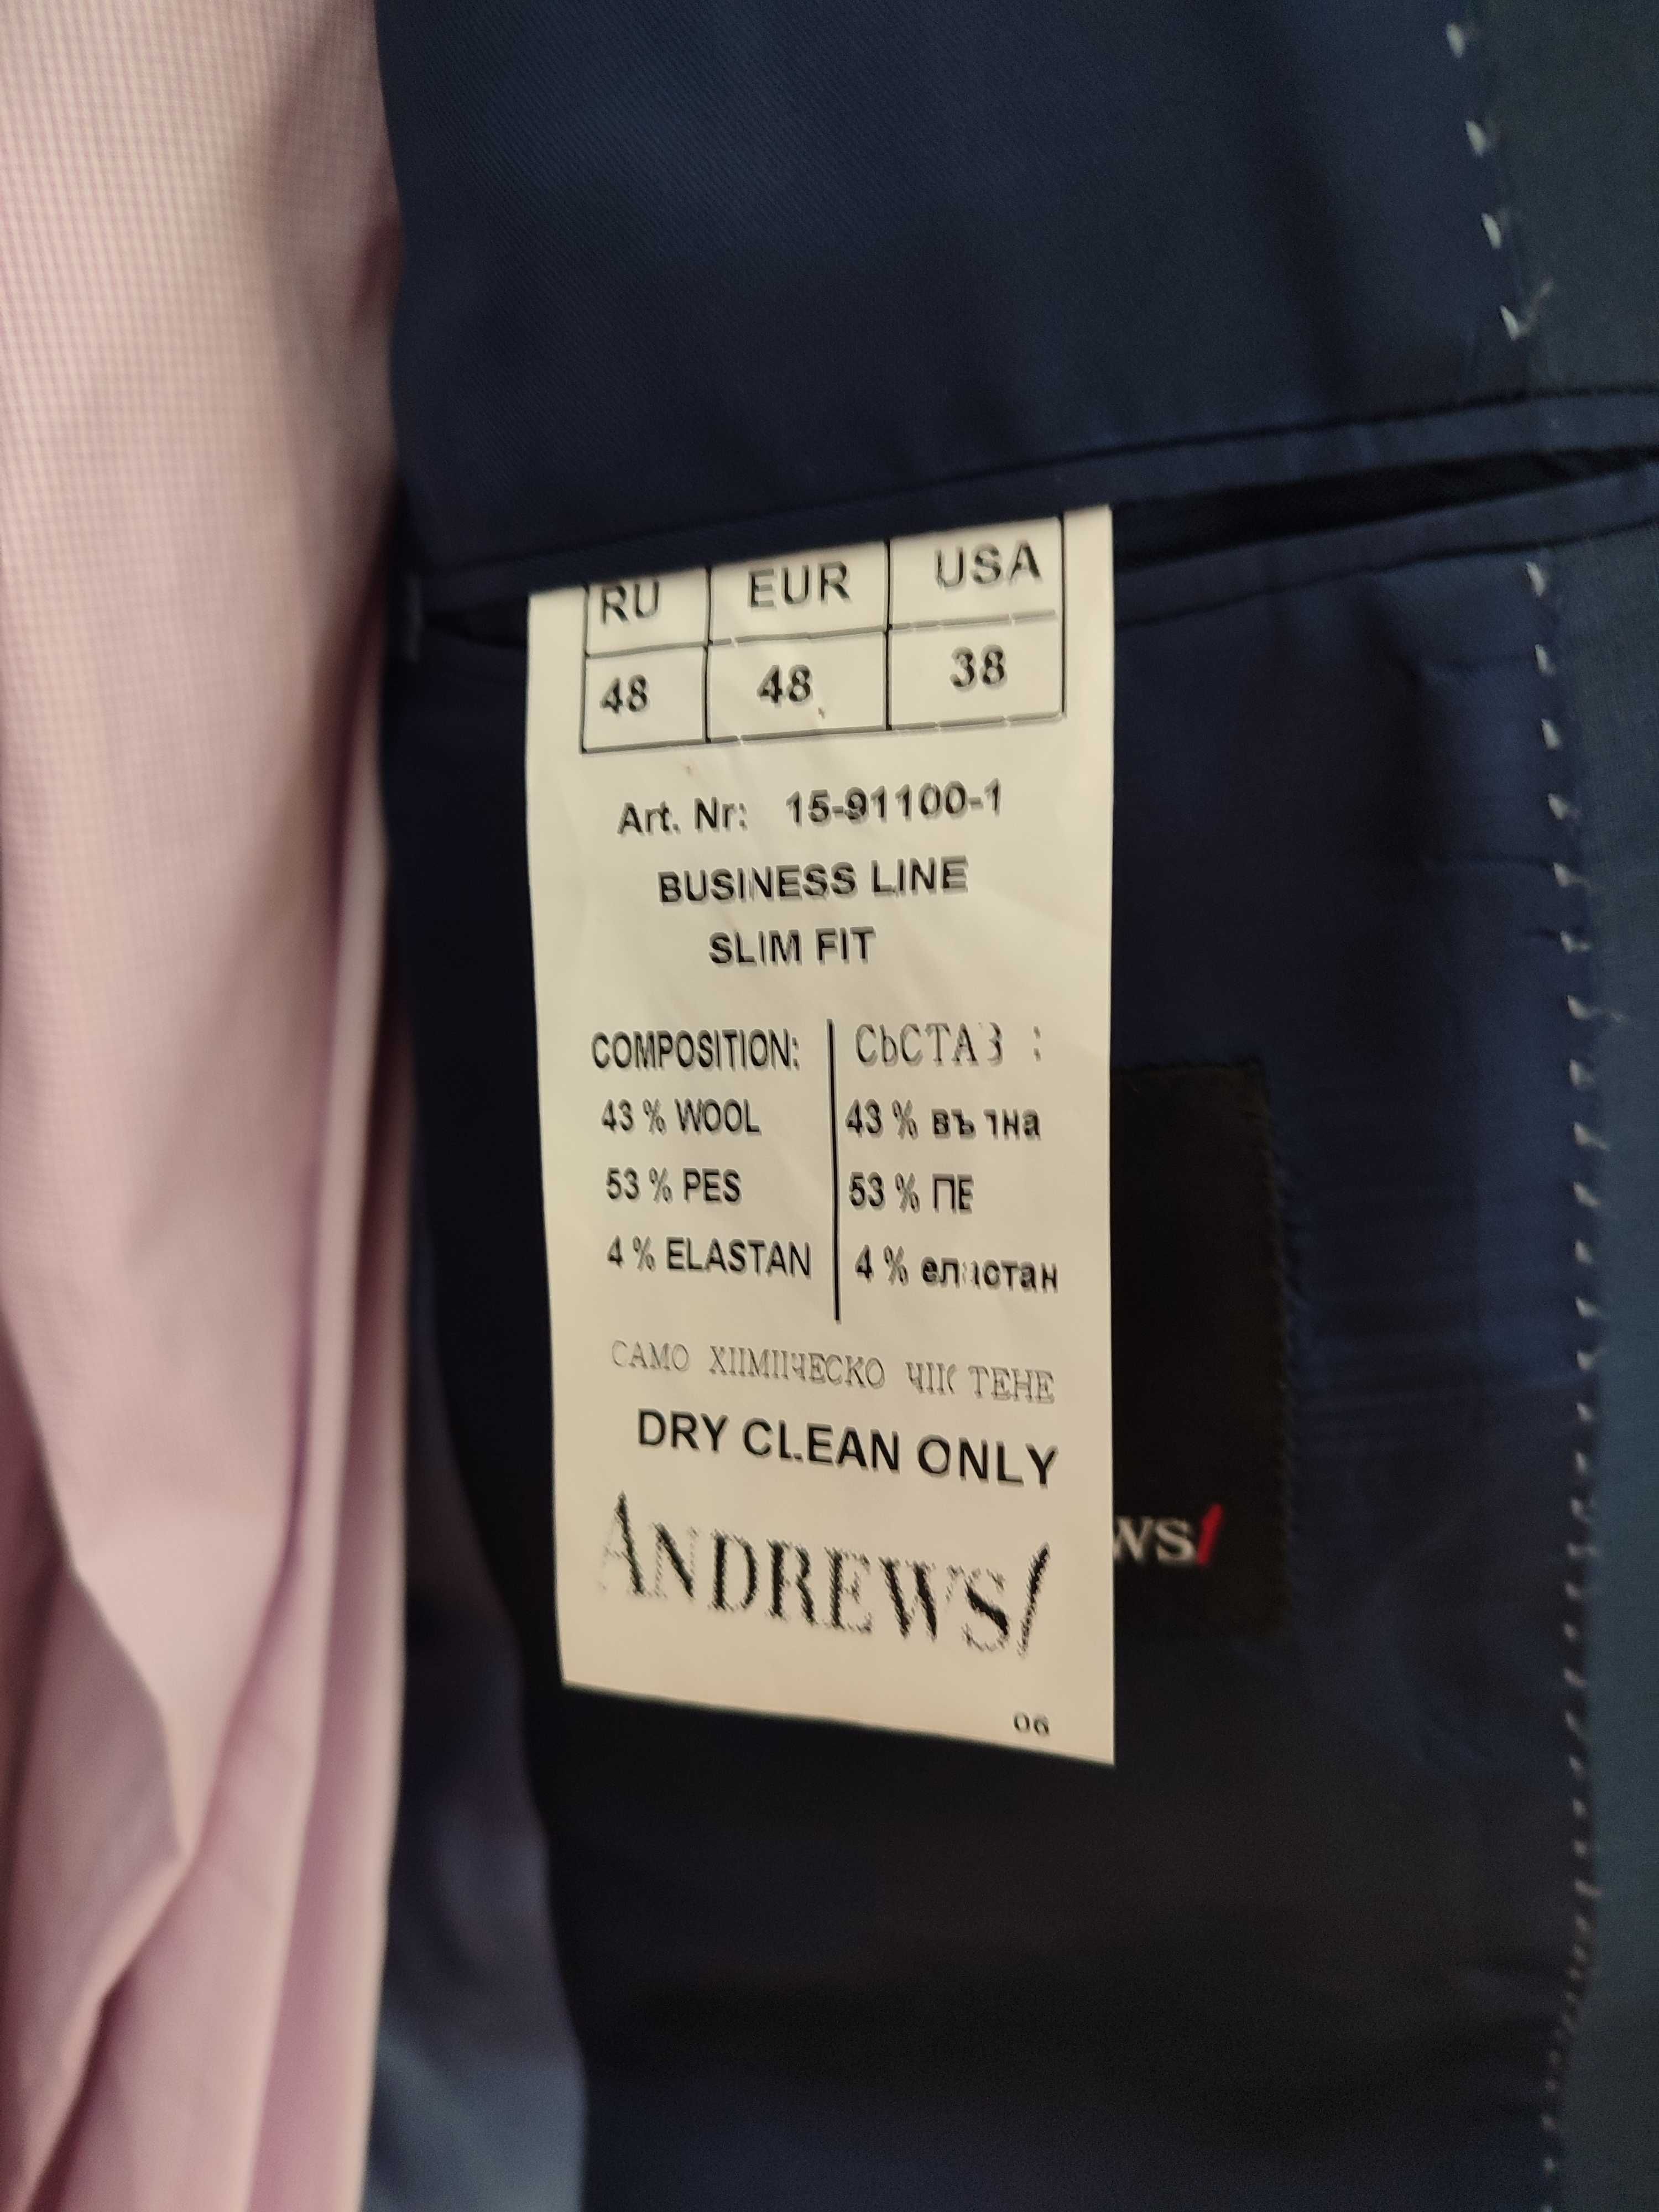 RU EUR USA
48 48 38
Art. Nr: 15-91100-1
BUSINESS LINE
SLIM FIT
COMPOSITION: СЪСТАВ :
43 % WOOL 43 % вълна
53 % PES 53 % ПЕ
4 % ELASTAN 4 % еластан
САМО ХИМИЧЕСКО ЧИСТЕНЕ
DRY CLEAN ONLY
ANDREWS/
WS/
06